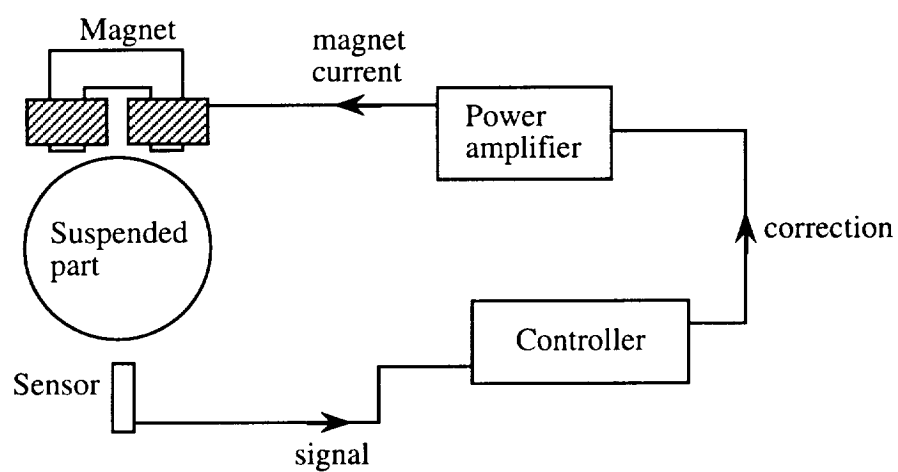 Magnet
magnet
current
Power
amplifier
Suspended
part
correction
Controller
Sensor
signal